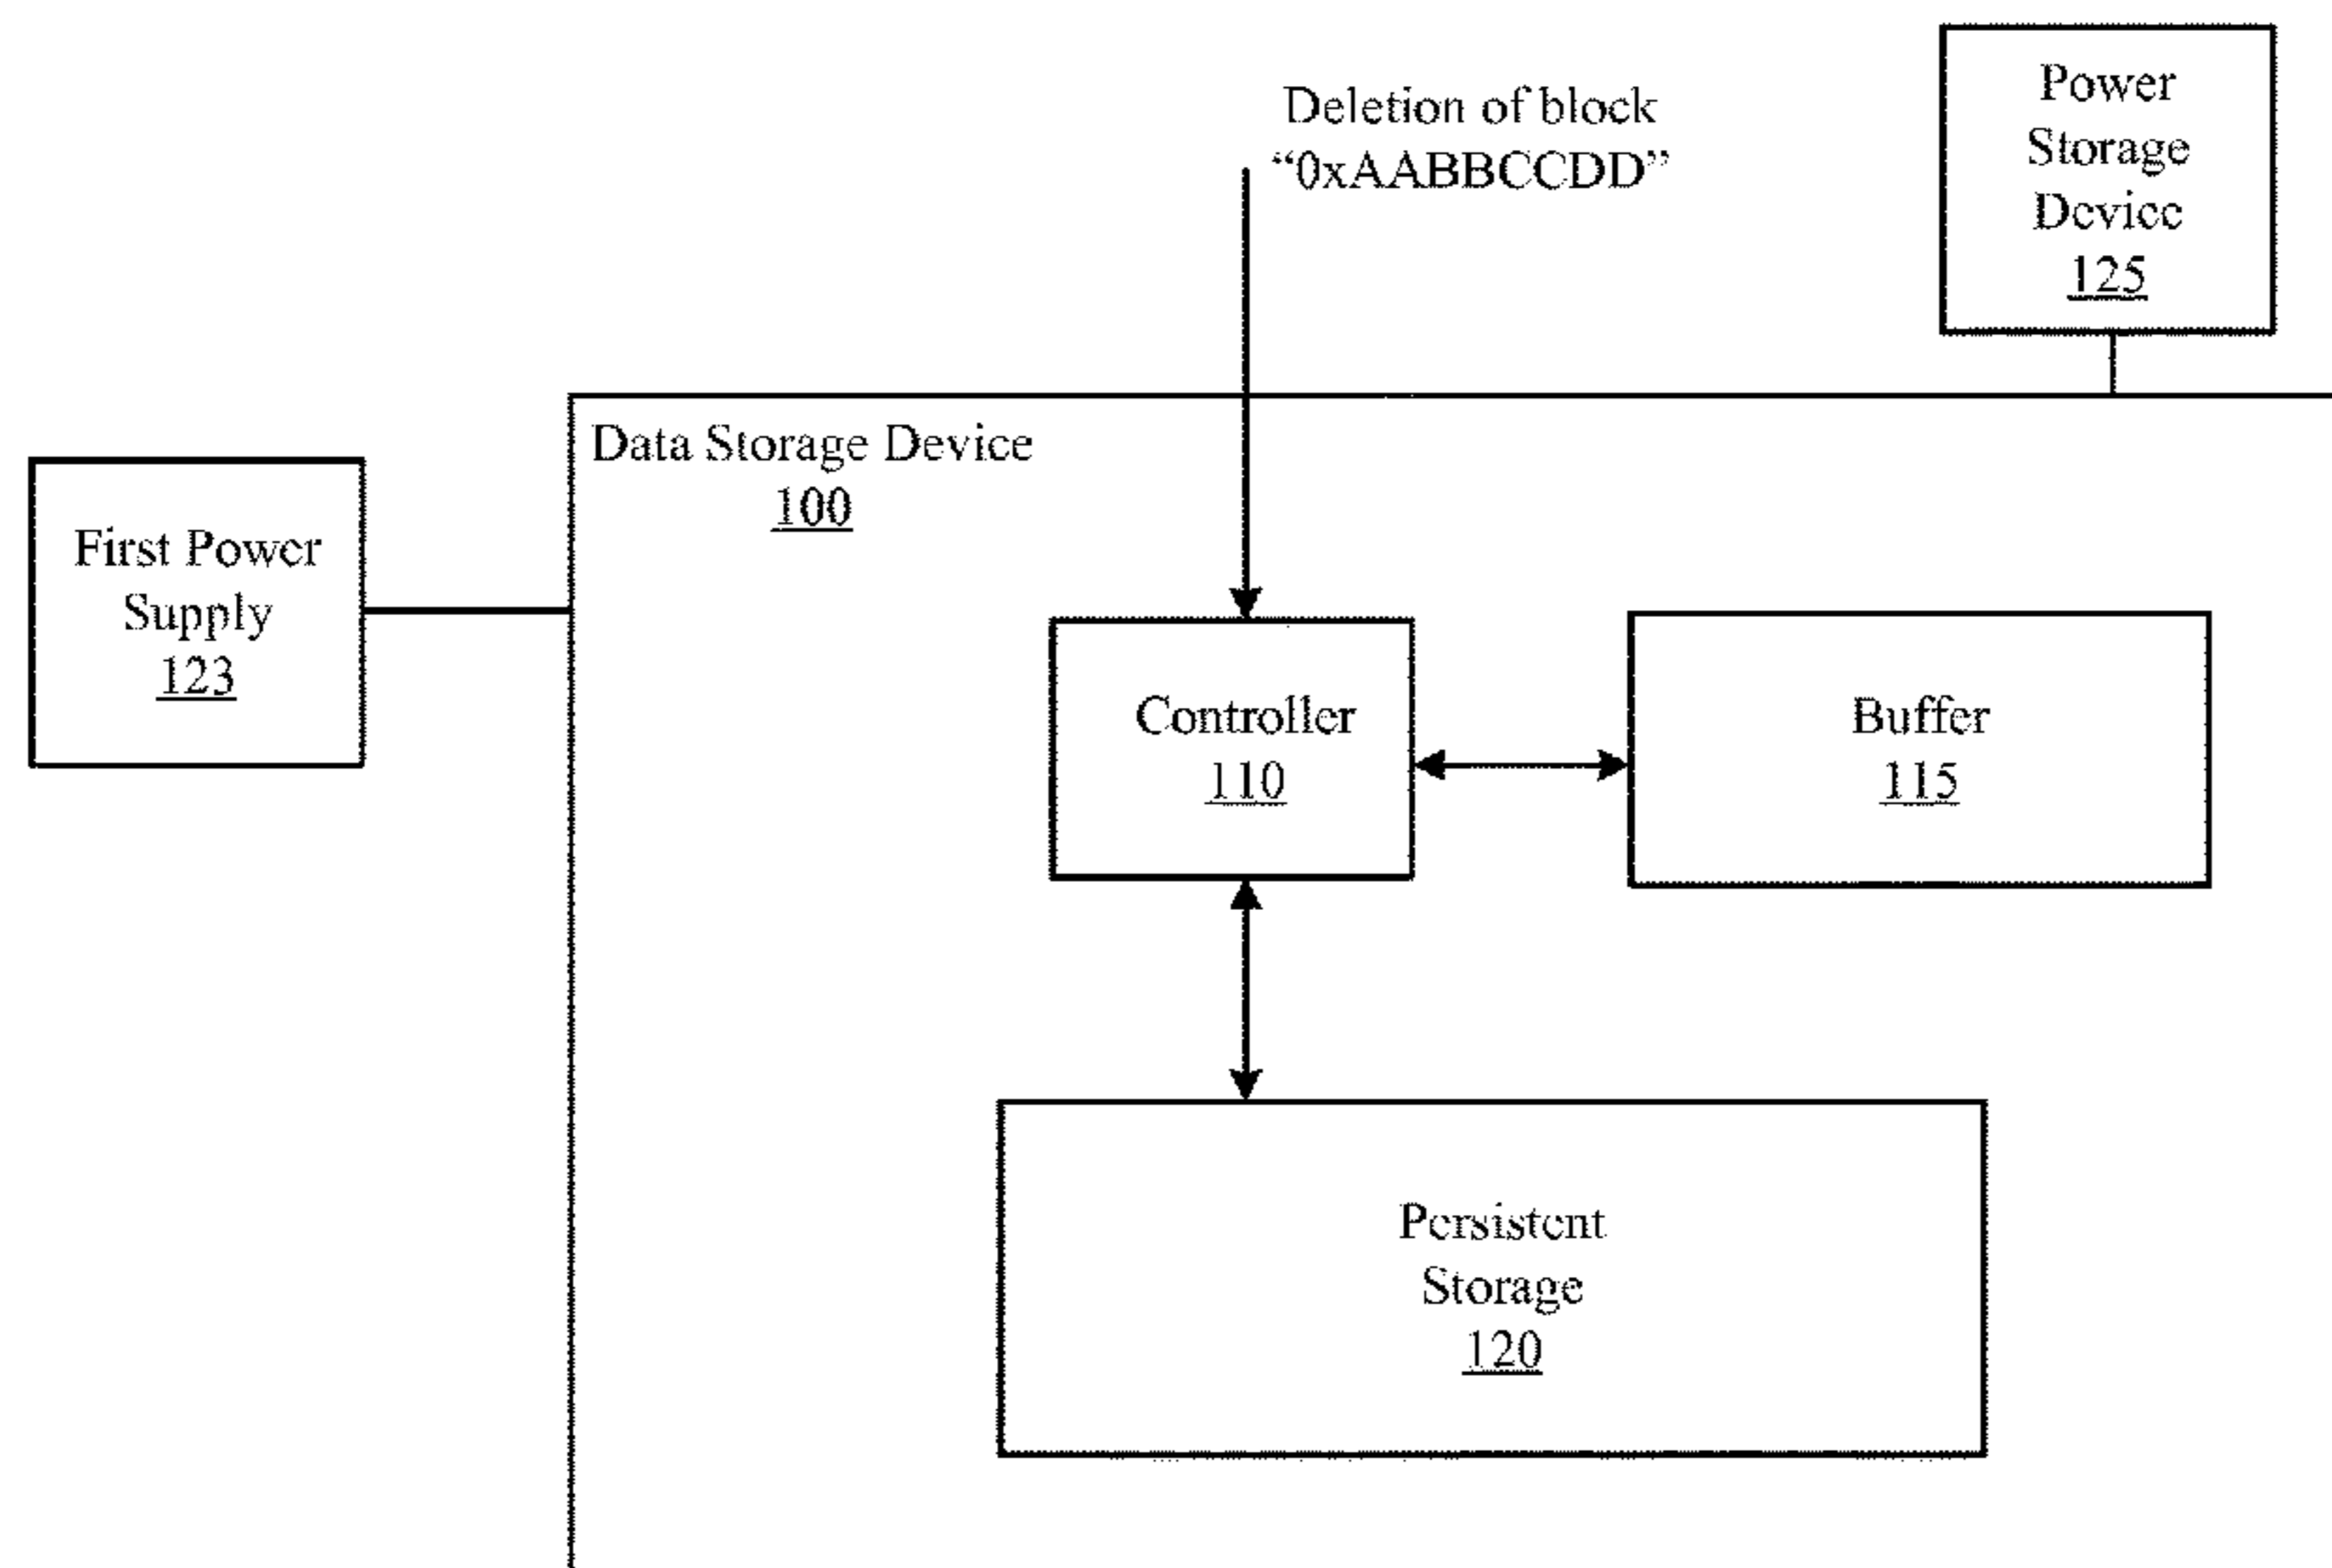 Deletion of block
“0xAABBCCDD”
Power
Storage
Device
125
Data Storage Device
100
First Power
Supply
123
Controller
110
Buffer
115
Persistent
Storage
120